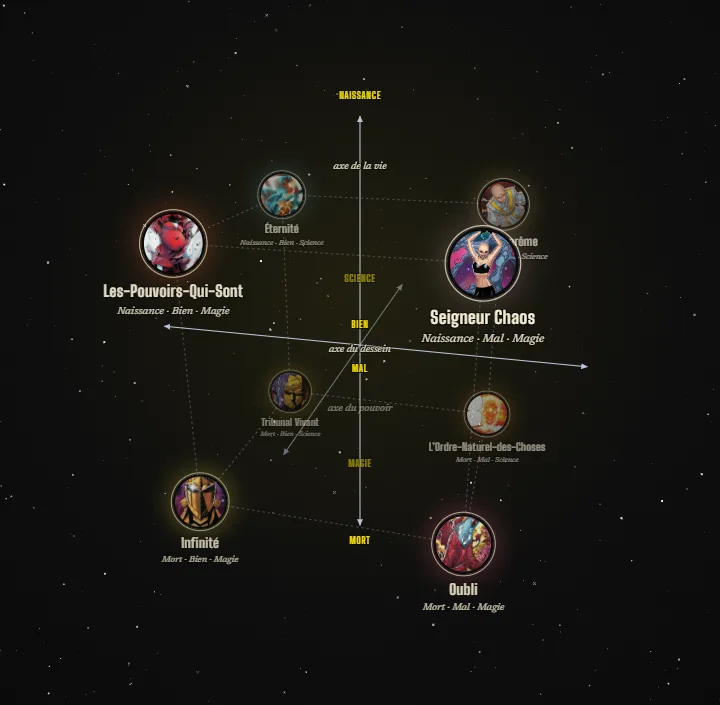 NAISSANCE
axe de la vie
Éternité
Naissance · Bien · Science
rôme
Science
Les-Pouvoirs-Qui-Sont
Naissance · Bien · Magie
SCIENCE
Seigneur Chaos
Naissance · Mal · Magie
BIEN
axe du dessein
MAL
axe du pouvoir
Tribunal Vivant
Mort · Bien · Science
L'Ordre-Naturel-des-Choses
Mort · Mal · Science
MAGIE
MORT
Infinité
Mort · Bien · Magie
Oubli
Mort · Mal · Magie